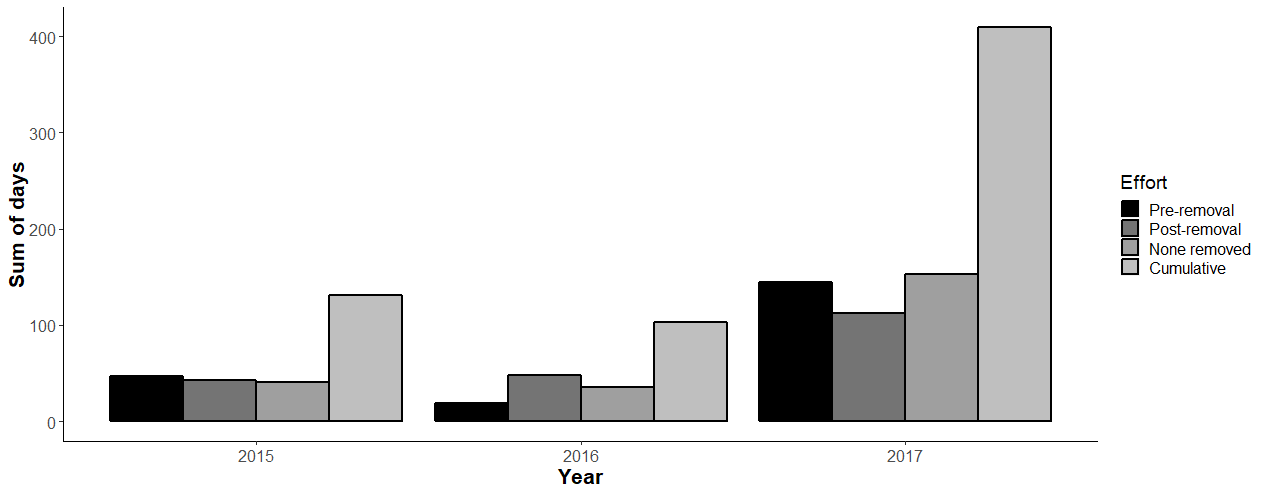 Sum of days
400
300
200
100
0
2015
2016
2017
Year
Effort
Pre-removal
Post-removal
None removed
Cumulative